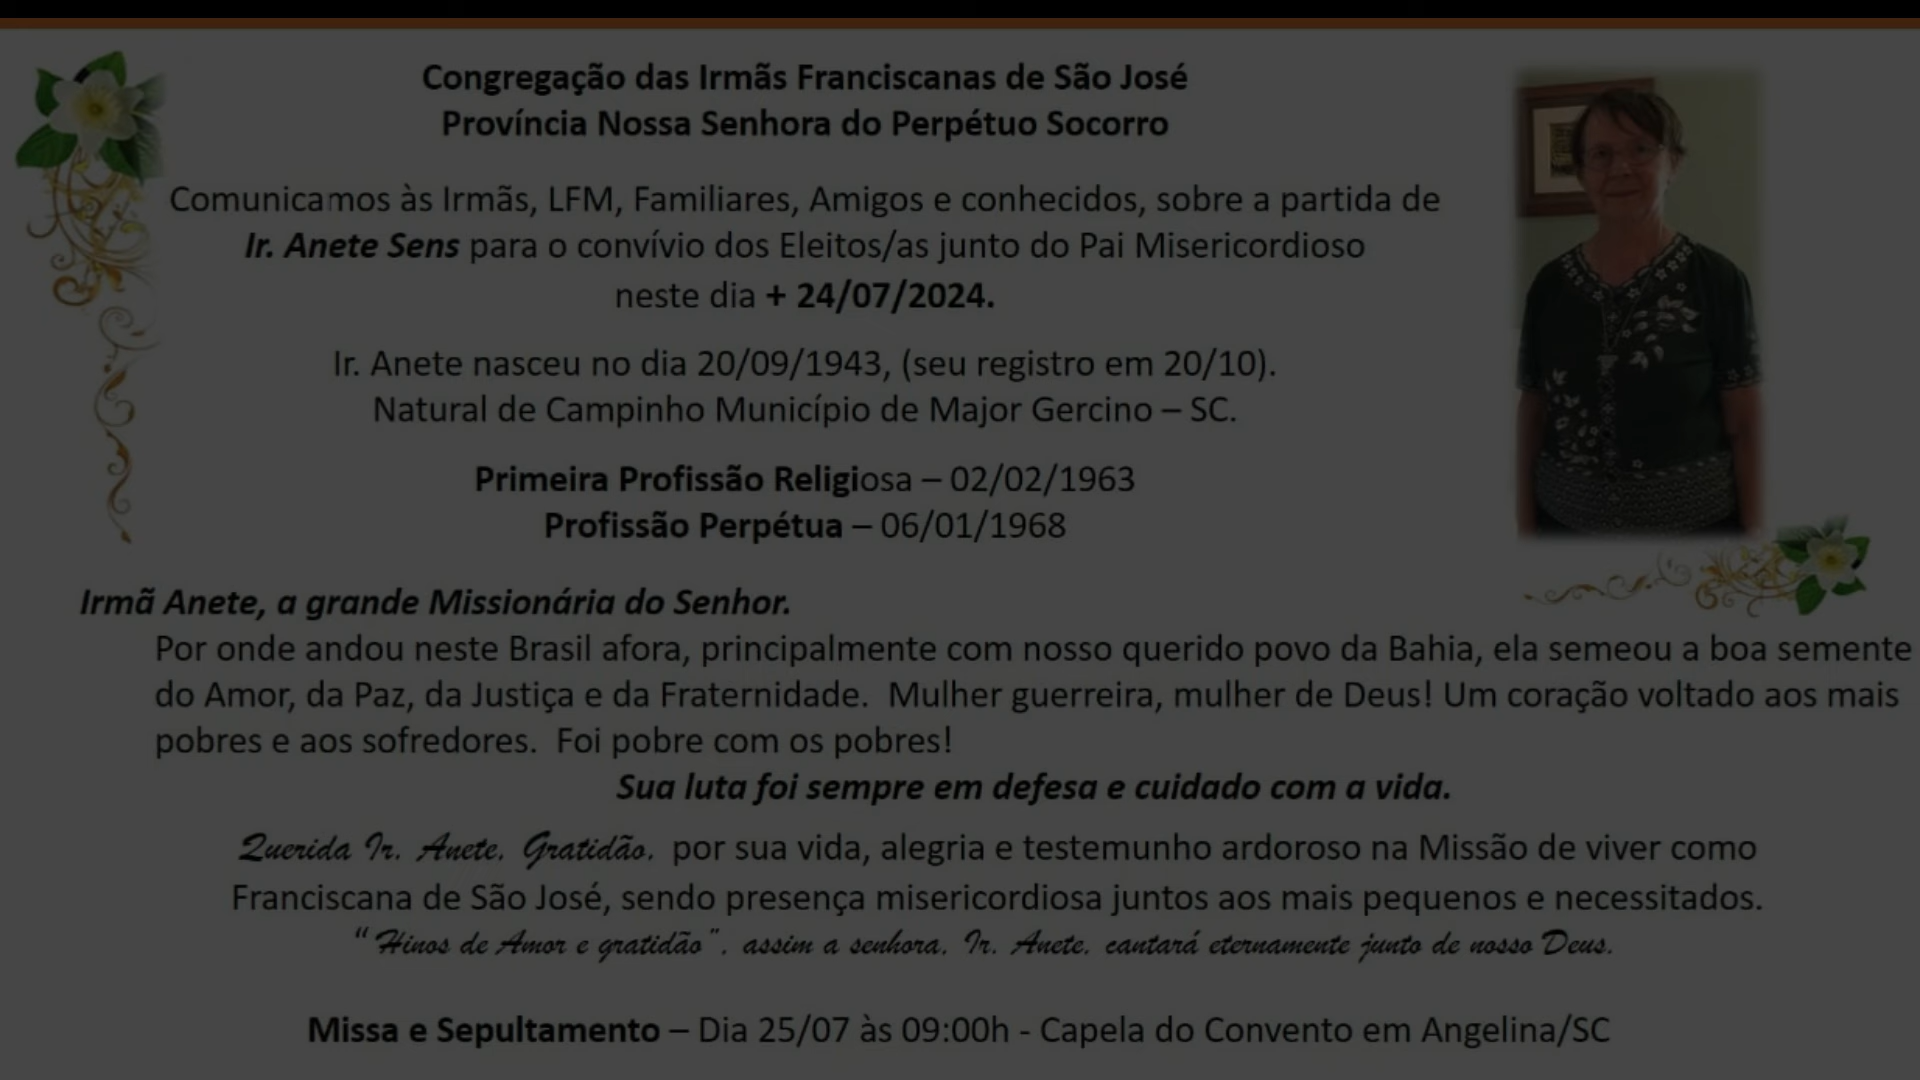 Congregação das Irmãs Franciscanas de São José
Província Nossa Senhora do Perpétuo Socorro
Comunicamos às Irmãs, LFM, Familiares, Amigos e conhecidos, sobre a partida de
Ir. Anete Sens para o convívio dos Eleitos/as junto do Pai Misericordioso
neste dia + 24/07/2024.
Ir. Anete nasceu no dia 20/09/1943, (seu registro em 20/10).
Natural de Campinho Município de Major Gercino – SC.
Primeira Profissão Religiosa – 02/02/1963
Profissão Perpétua – 06/01/1968
Irmã Anete, a grande Missionária do Senhor.
Por onde andou neste Brasil afora, principalmente com nosso querido povo da Bahia, ela semeou a boa semente
do Amor, da Paz, da Justiça e da Fraternidade. Mulher guerreira, mulher de Deus! Um coração voltado aos mais
pobres e aos sofredores. Foi pobre com os pobres!
Sua luta foi sempre em defesa e cuidado com a vida.
Querida Ir. Anete, Gratidão, por sua vida, alegria e testemunho ardoroso na Missão de viver como
Franciscana de São José, sendo presença misericordiosa juntos aos mais pequenos e necessitados.
“Hinos de Amor e gratidão”, assim a senhora, Ir. Anete, cantará eternamente junto de nosso Deus.
Missa e Sepultamento – Dia 25/07 às 09:00h - Capela do Convento em Angelina/SC